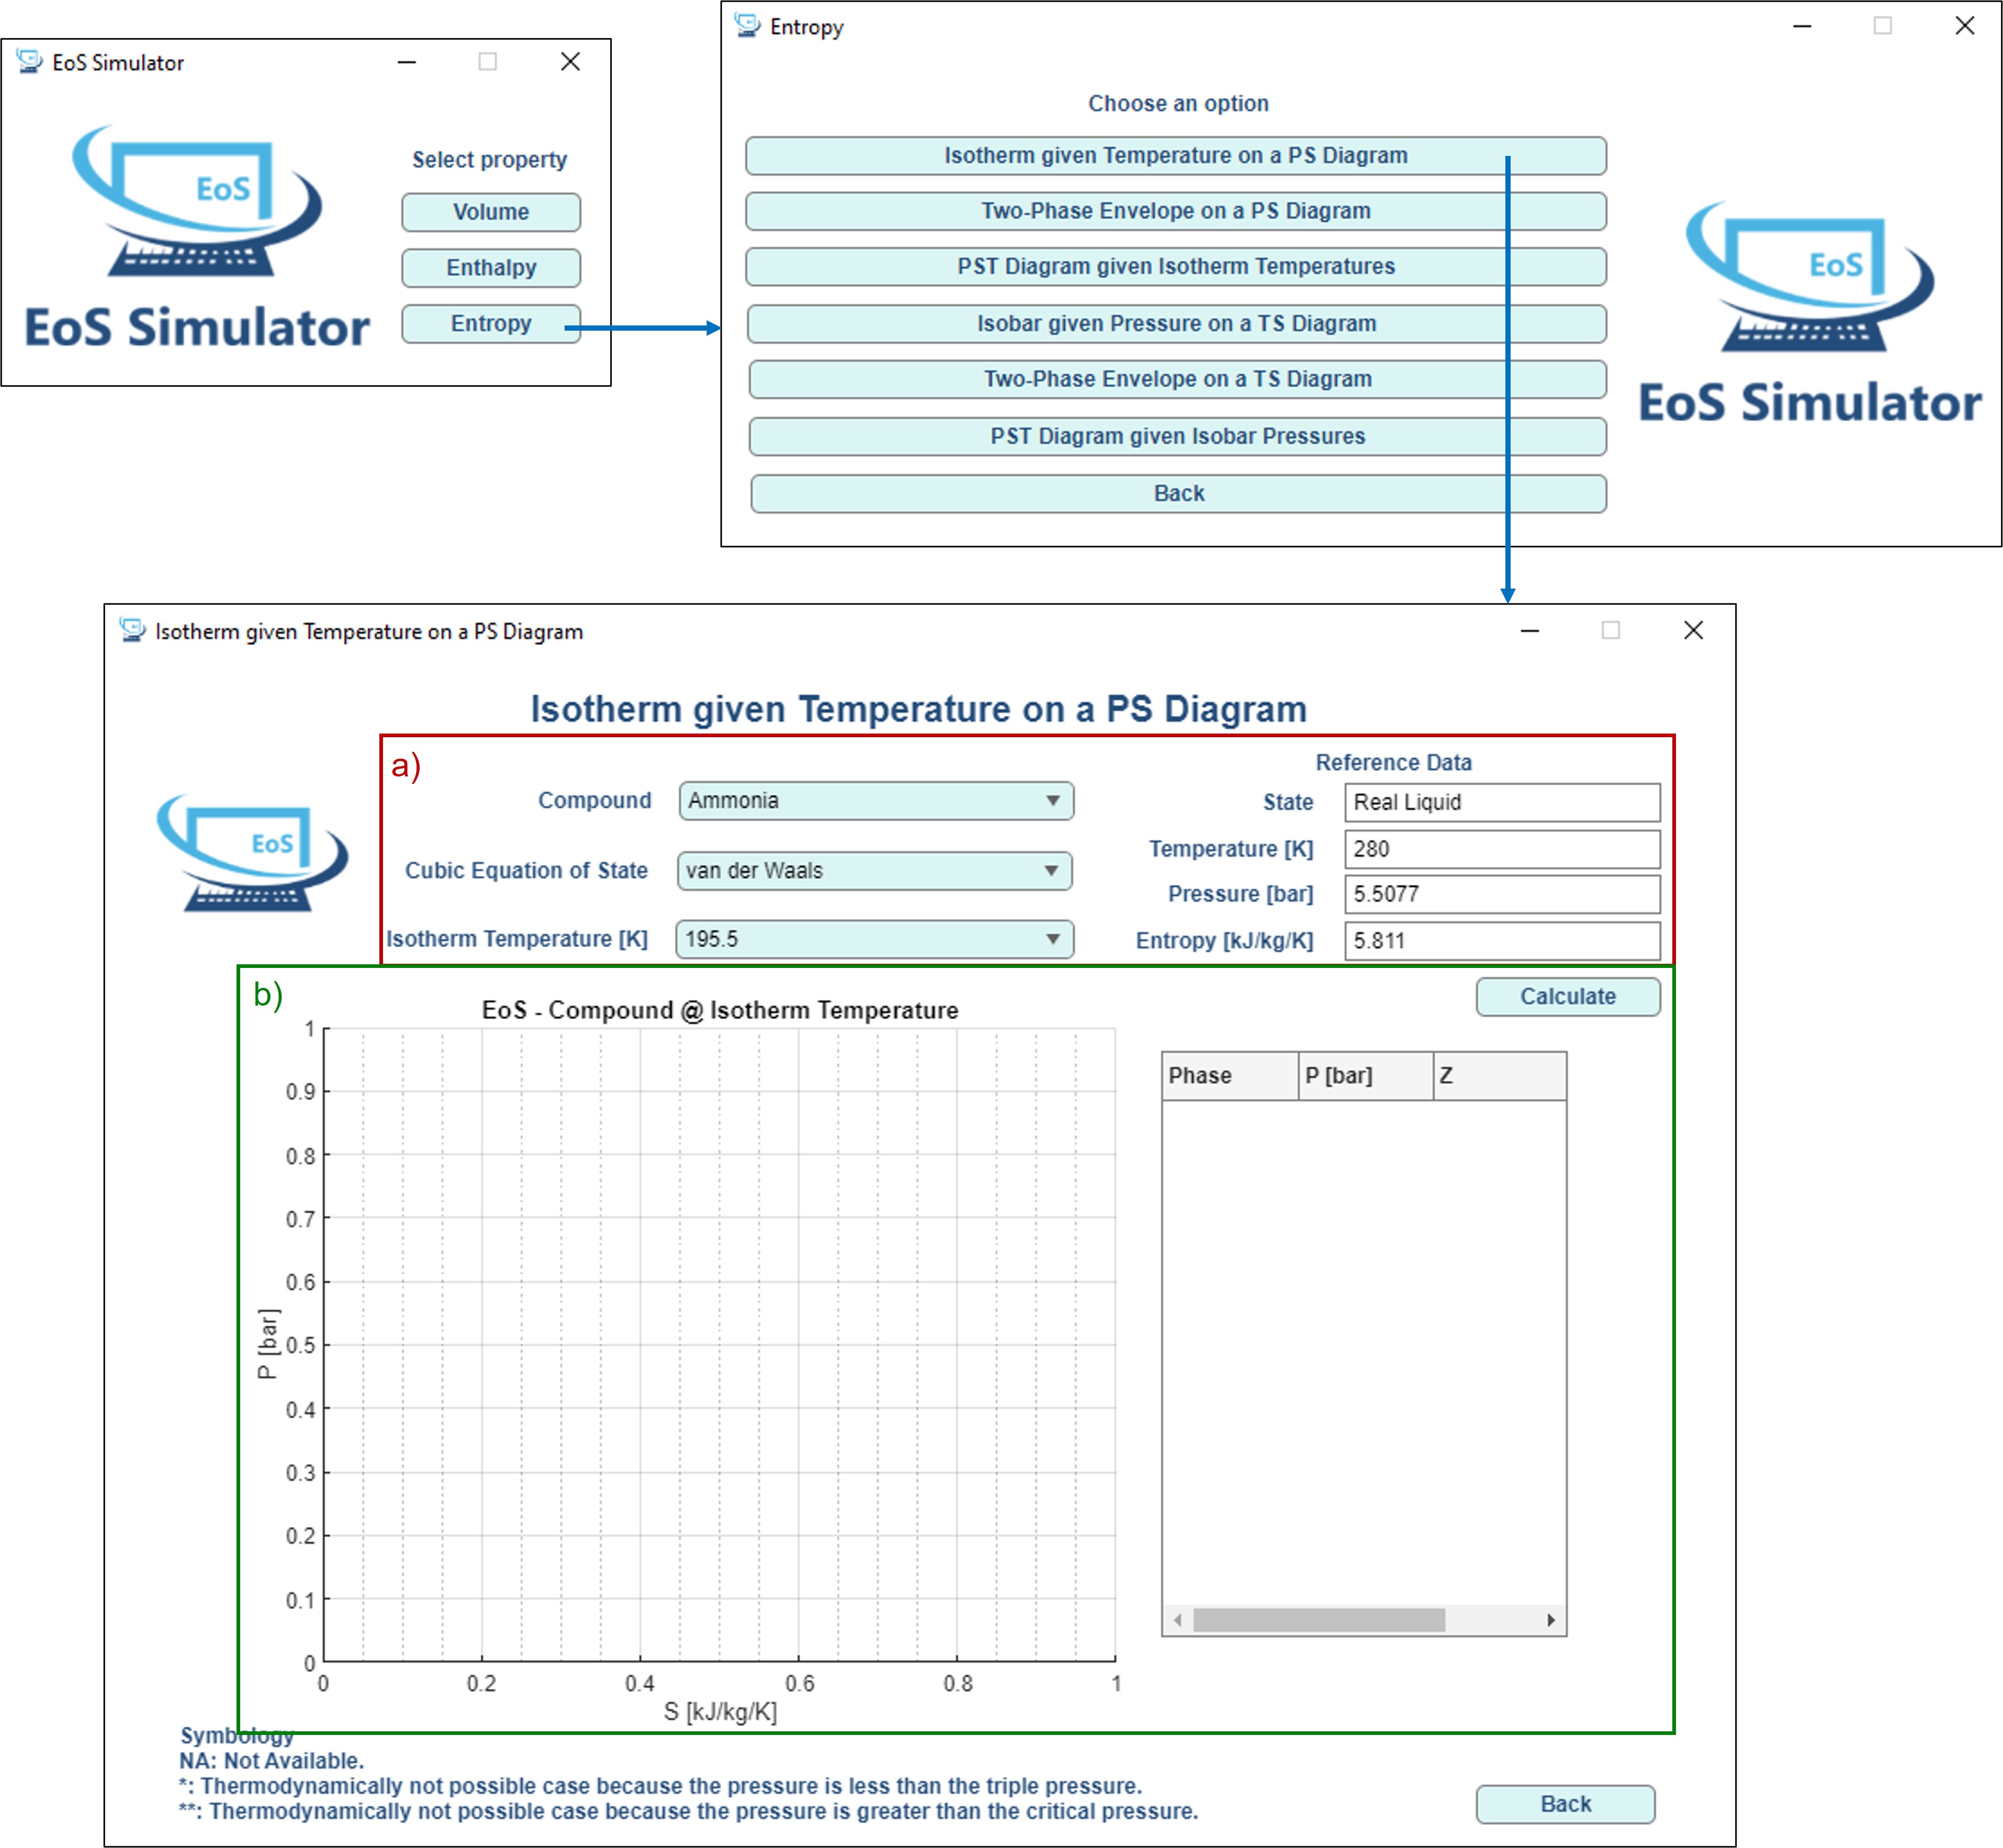 EoS Simulator
EoS
EoS Simulator
Select property
Volume
Enthalpy
Entropy
Entropy
Choose an option
Isotherm given Temperature on a PS Diagram
Two-Phase Envelope on a PS Diagram
PST Diagram given Isotherm Temperatures
Isobar given Pressure on a TS Diagram
Two-Phase Envelope on a TS Diagram
PST Diagram given Isobar Pressures
Back
EoS
EoS Simulator
Isotherm given Temperature on a PS Diagram
Isotherm given Temperature on a PS Diagram
EoS
a)
Compound Ammonia
Cubic Equation of State van der Waals
Isotherm Temperature [K] 195.5
Reference Data
State Real Liquid
Temperature [K] 280
Pressure [bar] 5.5077
Entropy [kJ/kg/K] 5.811
b)
Calculate
EoS - Compound @ Isotherm Temperature
1
0.9
0.8
0.7
0.6
0.5
0.4
0.3
0.2
0.1
0
P [bar]
0 0.2 0.4 0.6 0.8 1
S [kJ/kg/K]
Phase P [bar] Z
Symbology
NA: Not Available.
*: Thermodynamically not possible case because the pressure is less than the triple pressure.
**: Thermodynamically not possible case because the pressure is greater than the critical pressure.
Back